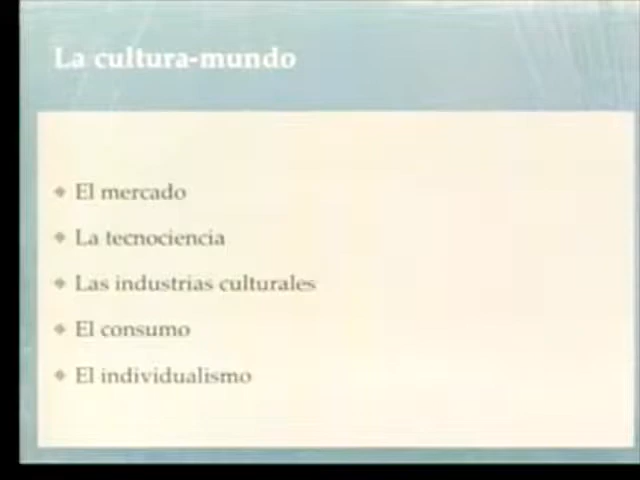 La cultura-mundo
El mercado
La tecnociencia
Las industrias culturales
El consumo
El individualismo